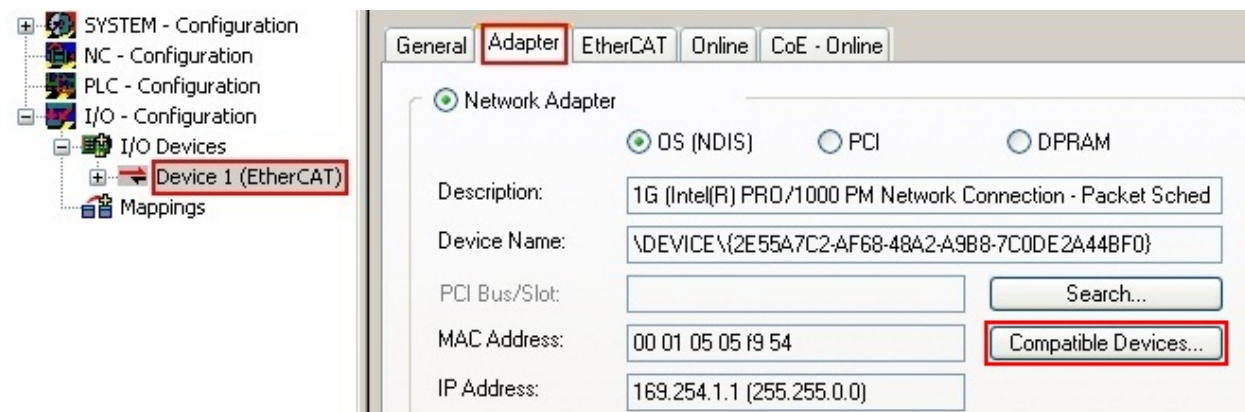 SYSTEM - Configuration
NC - Configuration
PLC - Configuration
I/O - Configuration
I/O Devices
Device 1 (EtherCAT)
Mappings
General Adapter EtherCAT Online CoE - Online
Network Adapter
OS (NDIS) PCI DPRAM
Description: 1G (Intel(R) PRO/1000 PM Network Connection - Packet Sched
Device Name: \DEVICE\{2E55A7C2-AF68-48A2-A9B8-7C0DE2A44BF0}
PCI Bus/Slot: Search...
MAC Address: 00 01 05 05 f9 54 Compatible Devices...
IP Address: 169.254.1.1 (255.255.0.0)